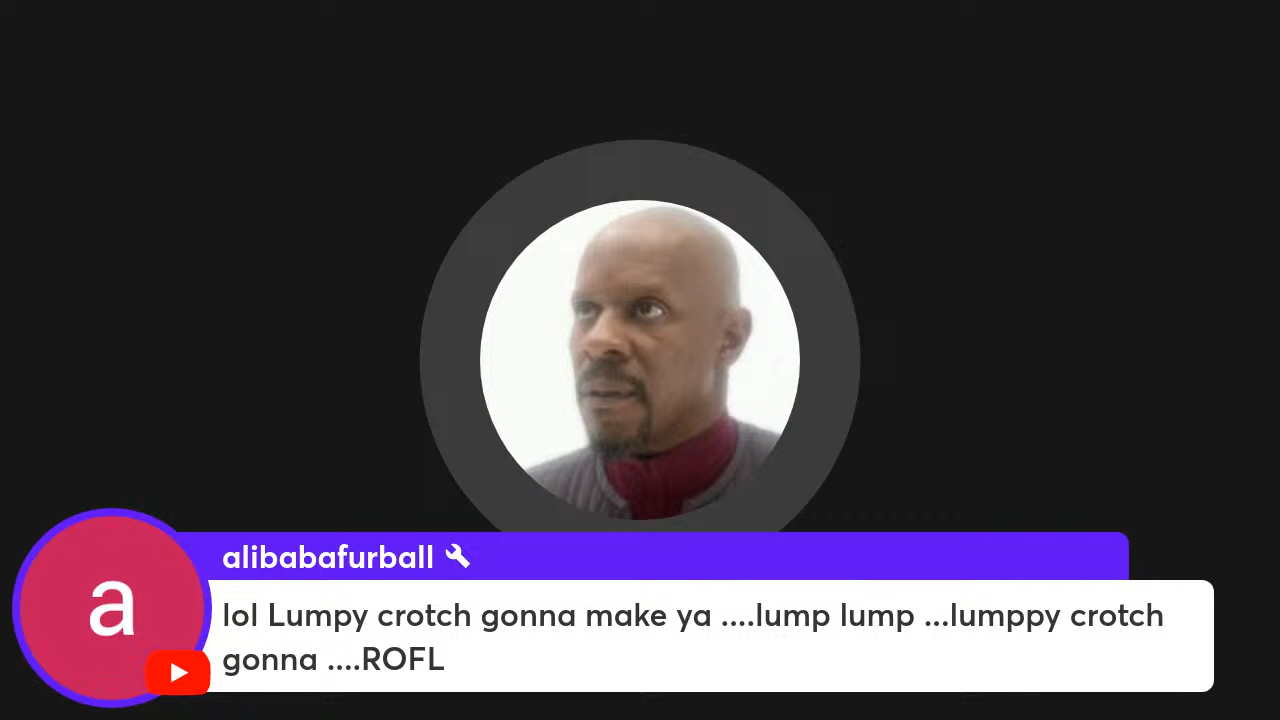 a
alibabafurball
lol Lumpy crotch gonna make ya ....lump lump ...lumppy crotch
gonna ....ROFL